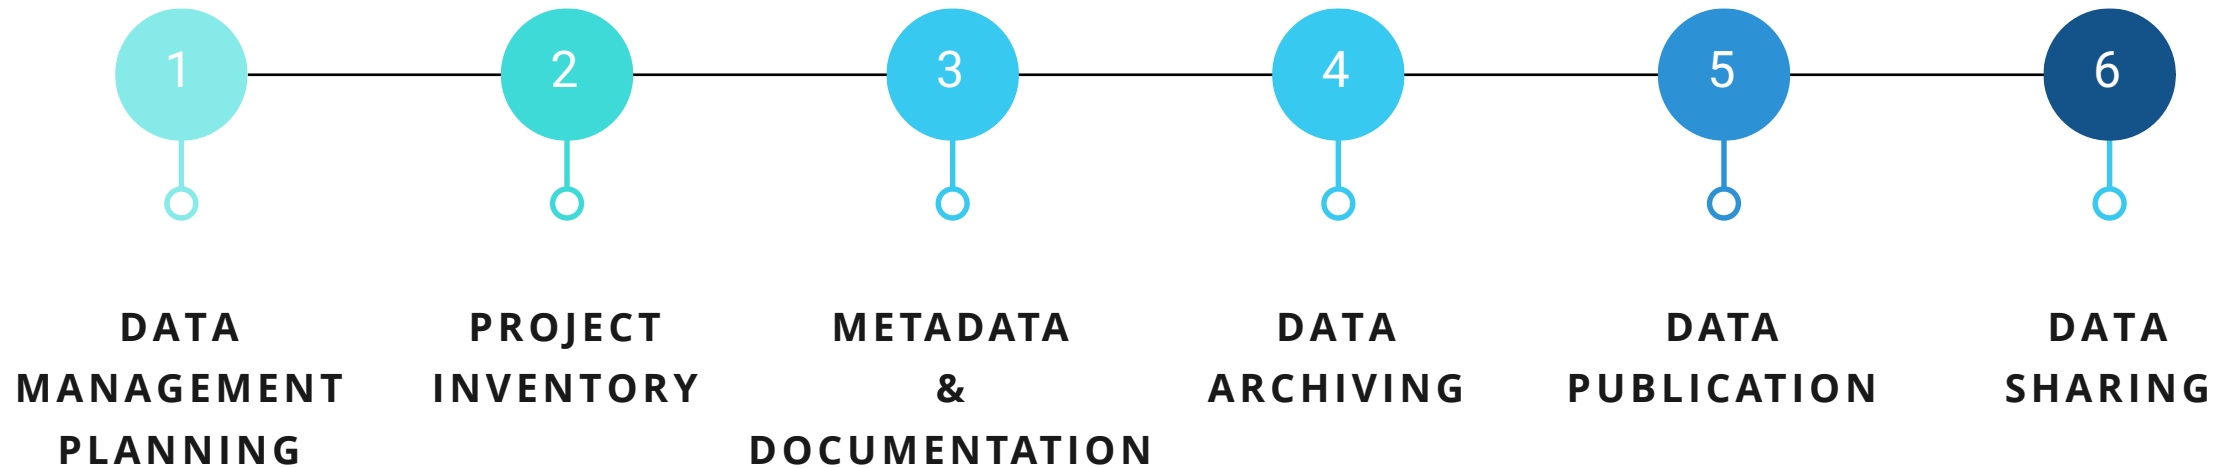 1
2
3
4
5
6
DATA
MANAGEMENT
PLANNING
PROJECT
INVENTORY
METADATA
&
DOCUMENTATION
DATA
ARCHIVING
DATA
PUBLICATION
DATA
SHARING